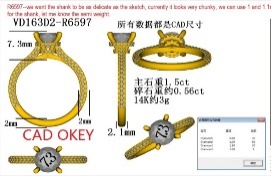 R6597--we want the shank to be as delicate as the sketch, currently it looks very chunky, we can use 1 and 1 h
for the shank, let me know the semi weight.
YD163D2-R6597
所有数据都是CAD尺寸
7.3mm
主石重1.5ct
碎石重约0.56ct
14K约3g
2mm
2mm
2.1mm
CAD OKEY
73
73